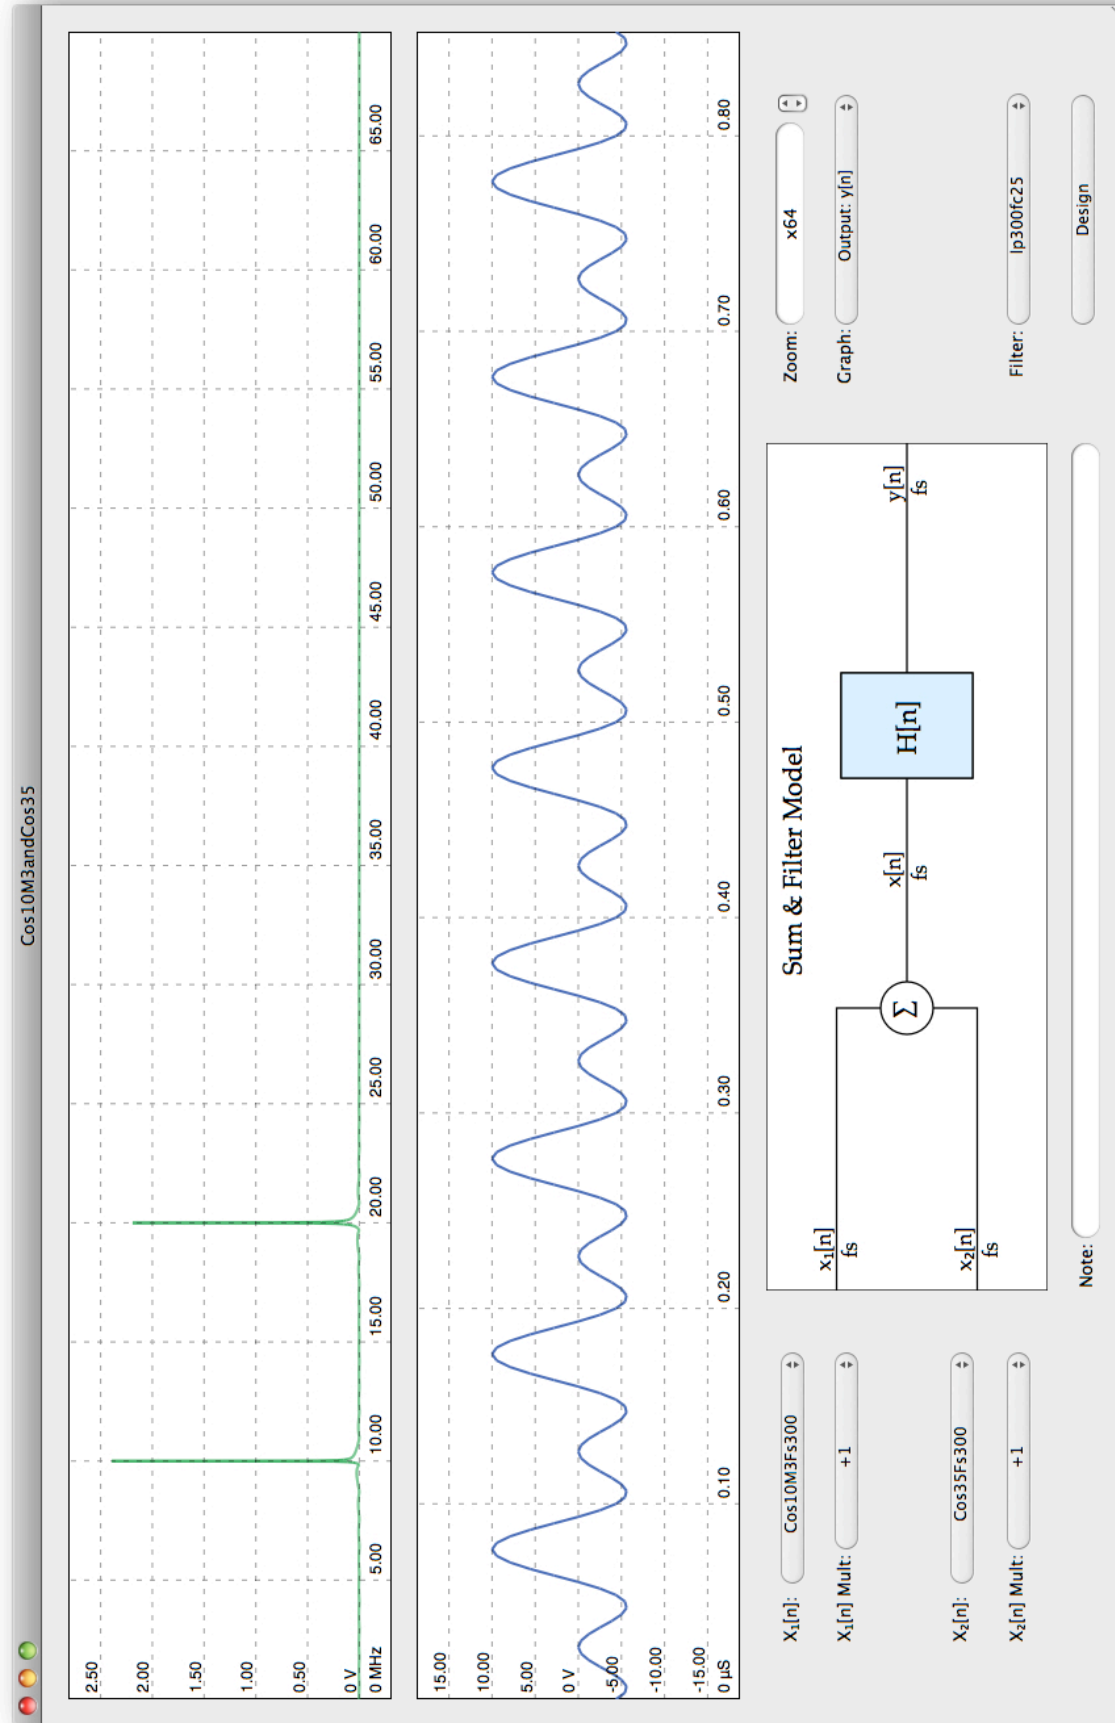 Cos10M3andCos35
2.50
2.00
1.50
1.00
0.50
0 V
0 MHz
5.00
10.00
15.00
20.00
25.00
30.00
35.00
40.00
45.00
50.00
55.00
60.00
65.00
15.00
10.00
5.00
0 V
-5.00
-10.00
-15.00
0 µS
0.10
0.20
0.30
0.40
0.50
0.60
0.70
0.80
X₁[n]: Cos10M3Fs300
X₁[n] Mult: +1
X₂[n]: Cos35Fs300
X₂[n] Mult: +1
Sum & Filter Model
x₁[n]
fs
x₂[n]
fs
Σ
x[n]
fs
H[n]
y[n]
fs
Note:
Zoom: x64
Graph: Output: y[n]
Filter: lp300fc25
Design